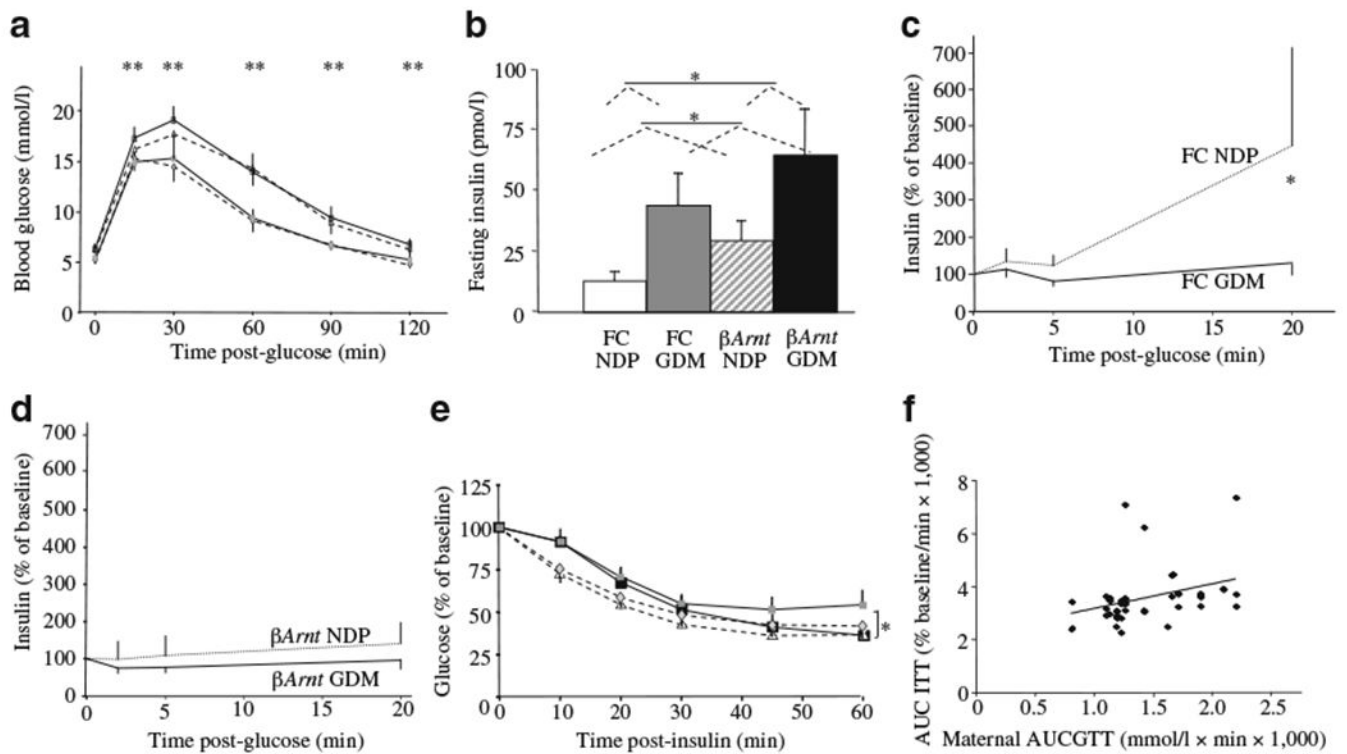 a
** ** ** ** **
Blood glucose (mmol/l)
20
15
10
5
0
0 30 60 90 120
Time post-glucose (min)
b
Fasting insulin (pmo/l)
100
75
50
25
0
*
*
FC NDP
FC GDM
βArnt NDP
βArnt GDM
c
Insulin (% of baseline)
700
600
500
400
300
200
100
0
FC NDP
*
FC GDM
0 5 10 15 20
Time post-glucose (min)
d
Insulin (% of baseline)
700
600
500
400
300
200
100
0
βArnt NDP
βArnt GDM
0 5 10 15 20
Time post-glucose (min)
e
Glucose (% of baseline)
125
100
75
50
25
0
*
0 10 20 30 40 50 60
Time post-insulin (min)
f
AUC ITT (% baseline/min × 1,000)
8
6
4
2
0
0 0.5 1.0 1.5 2.0 2.5
Maternal AUCGTT (mmol/l × min × 1,000)